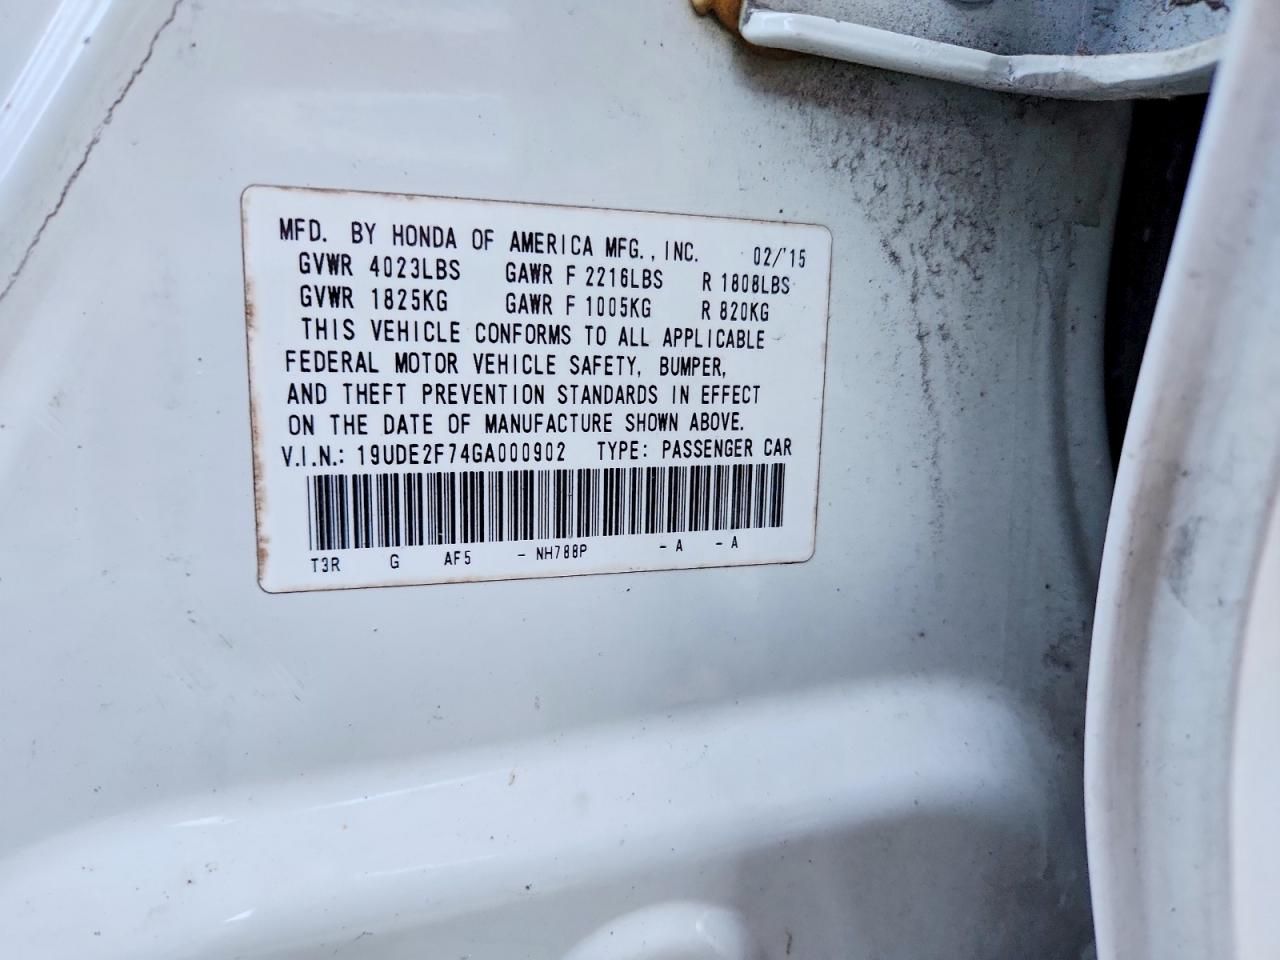 MFD. BY HONDA OF AMERICA MFG., INC. 02/'15
GVWR 4023LBS GAWR F 2216LBS R 1808LBS
GVWR 1825KG GAWR F 1005KG R 820KG
THIS VEHICLE CONFORMS TO ALL APPLICABLE
FEDERAL MOTOR VEHICLE SAFETY, BUMPER,
AND THEFT PREVENTION STANDARDS IN EFFECT
ON THE DATE OF MANUFACTURE SHOWN ABOVE.
V.I.N.: 19UDE2F74GA000902 TYPE: PASSENGER CAR
T3R G AF5 - NH788P - A - A